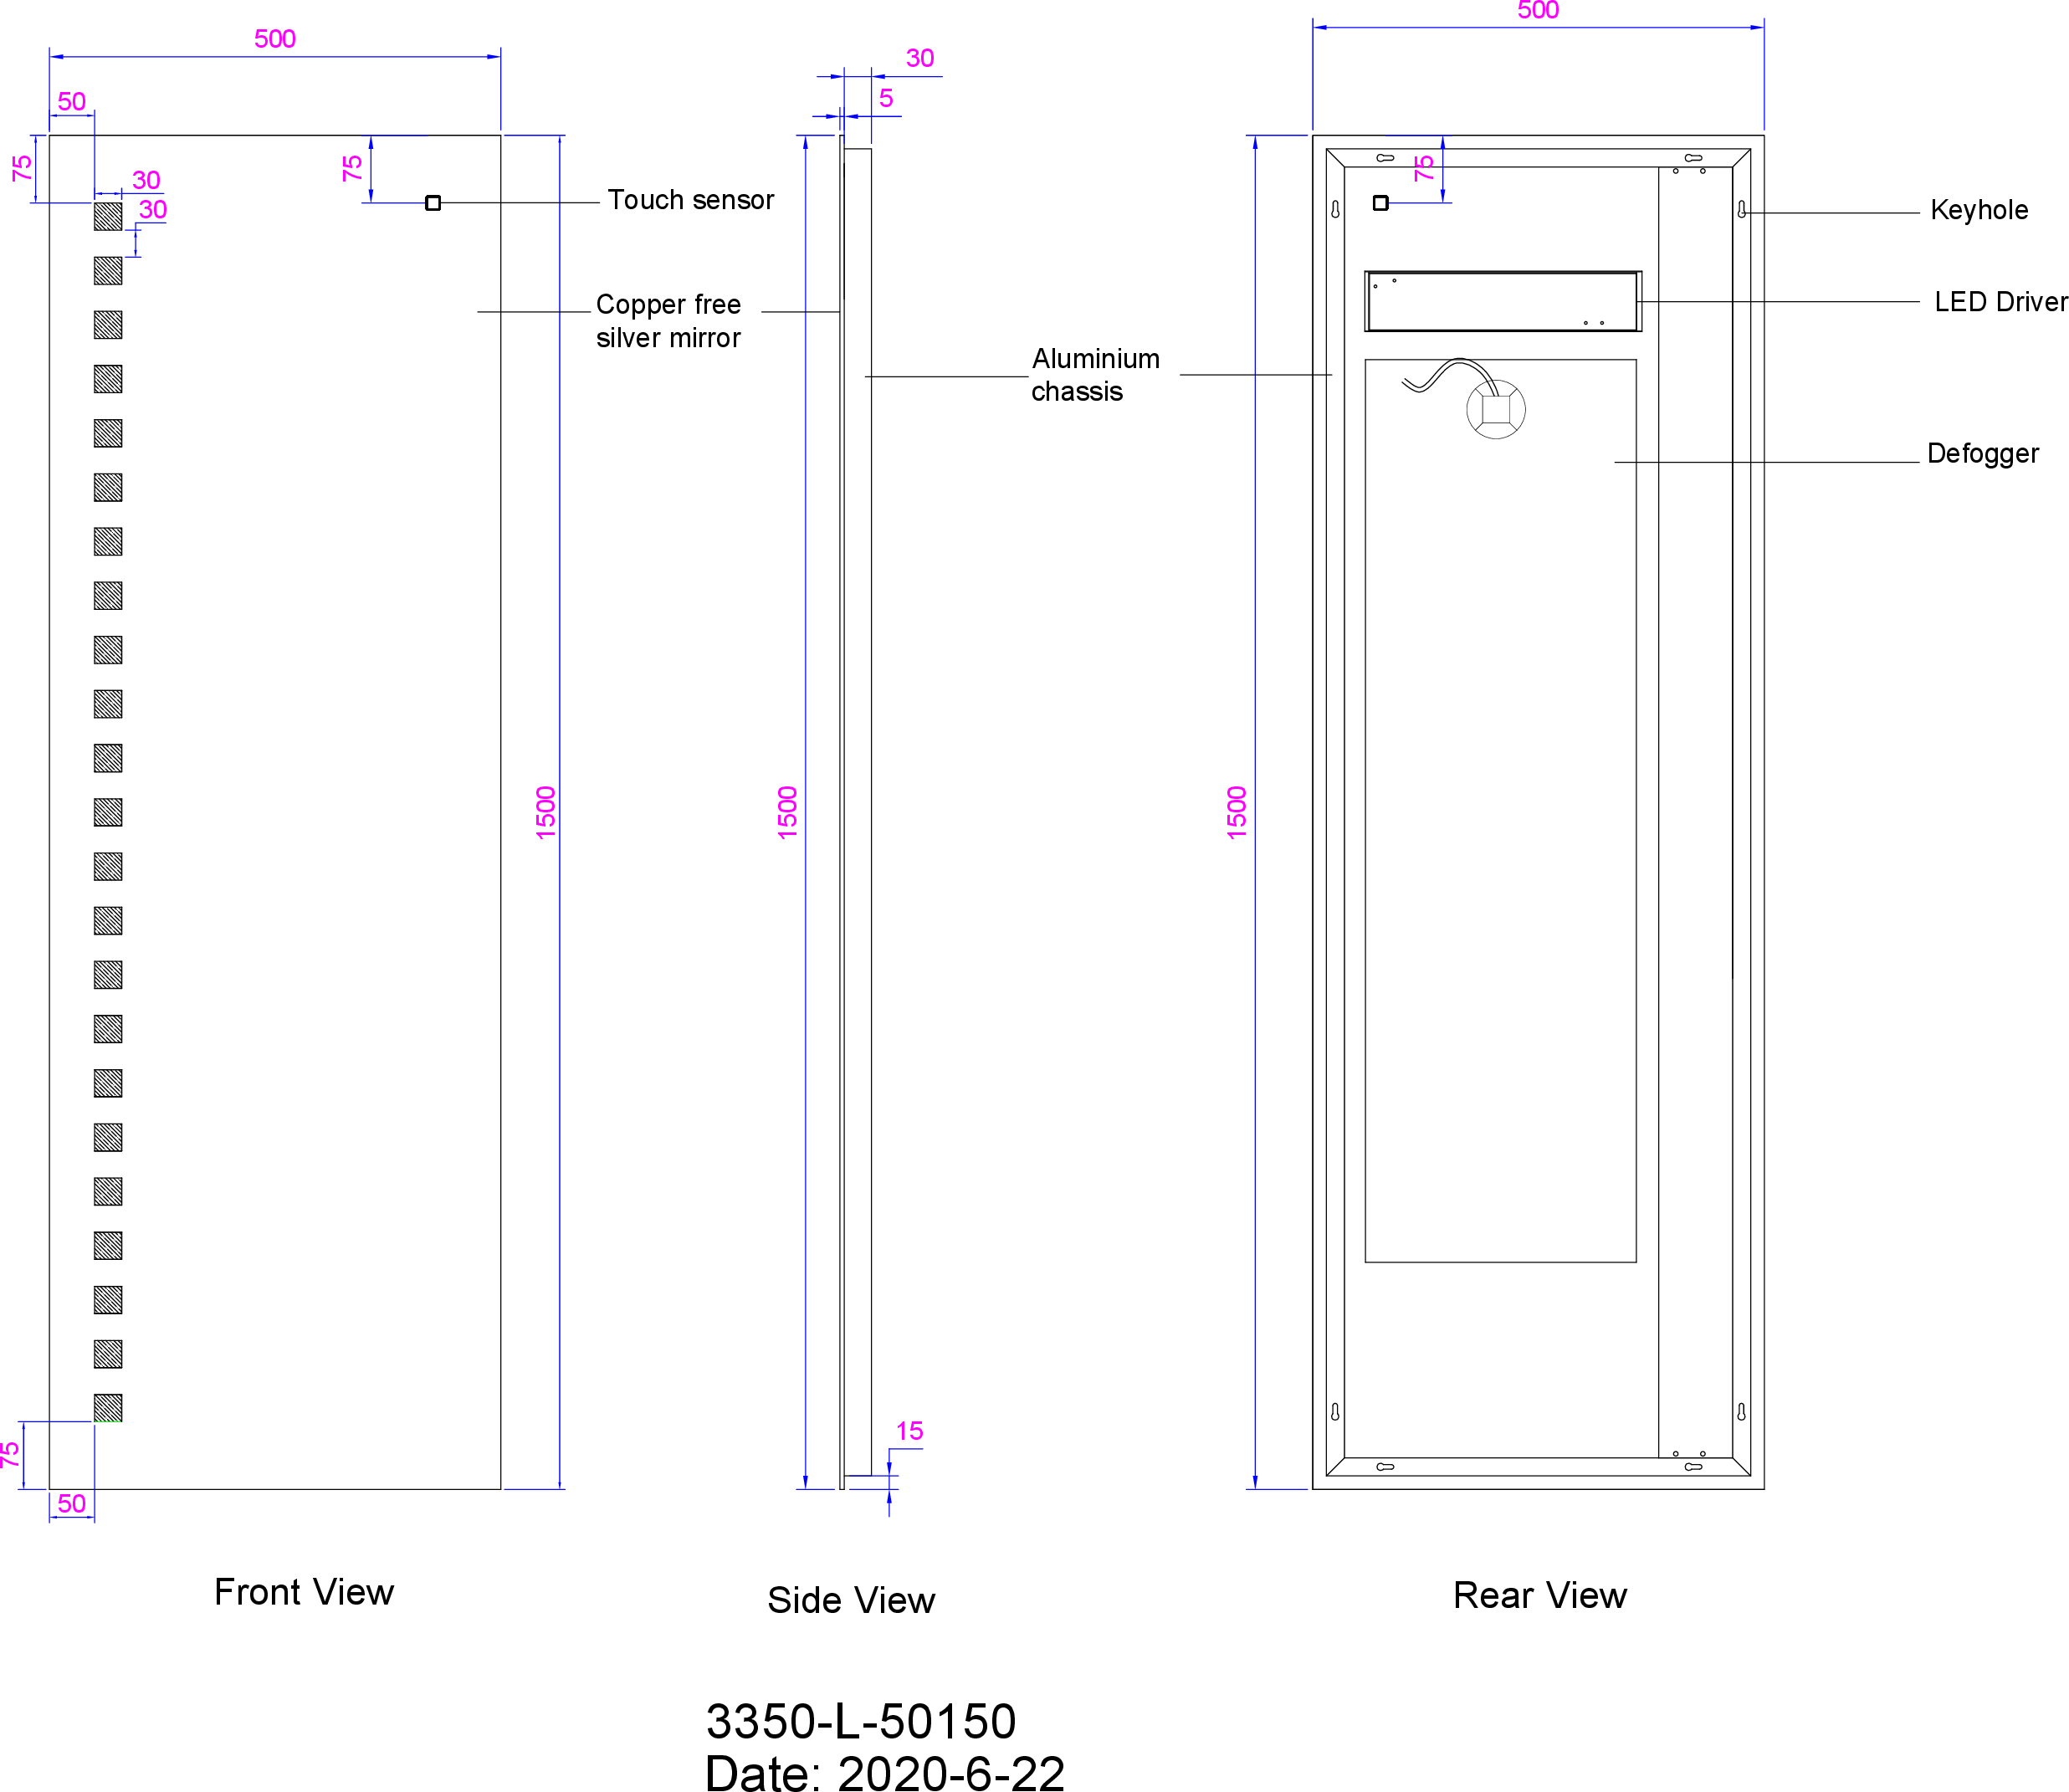 500
50
75
30
30
75
Touch sensor
Copper free
silver mirror
1500
75
50
Front View
30
5
1500
Aluminium
chassis
15
Side View
500
75
Keyhole
LED Driver
Defogger
1500
Rear View
3350-L-50150
Date: 2020-6-22